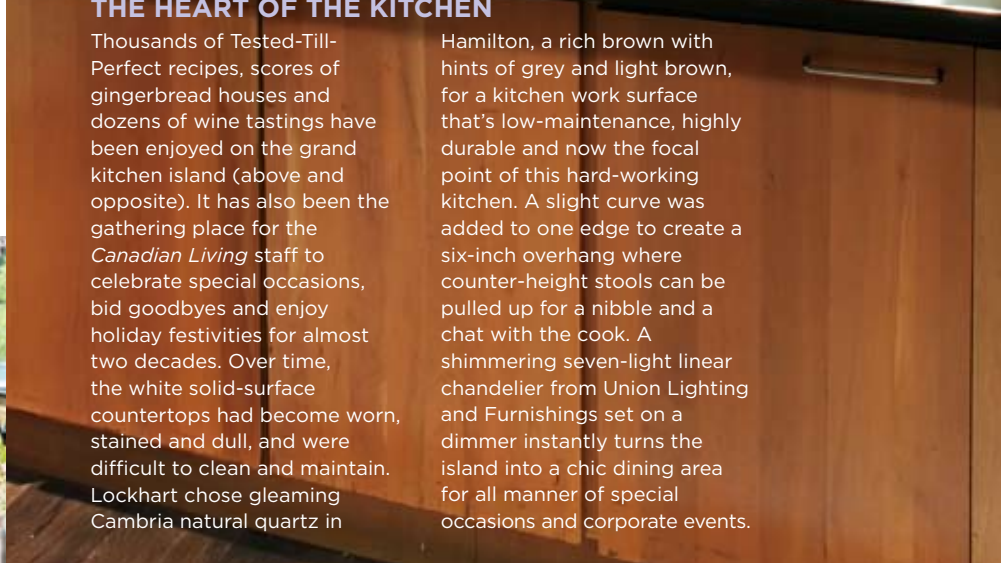 THE HEART OF THE KITCHEN
Thousands of Tested-Till-
Perfect recipes, scores of
gingerbread houses and
dozens of wine tastings have
been enjoyed on the grand
kitchen island (above and
opposite). It has also been the
gathering place for the
Canadian Living staff to
celebrate special occasions,
bid goodbyes and enjoy
holiday festivities for almost
two decades. Over time,
the white solid-surface
countertops had become worn,
stained and dull, and were
difficult to clean and maintain.
Lockhart chose gleaming
Cambria natural quartz in
Hamilton, a rich brown with
hints of grey and light brown,
for a kitchen work surface
that's low-maintenance, highly
durable and now the focal
point of this hard-working
kitchen. A slight curve was
added to one edge to create a
six-inch overhang where
counter-height stools can be
pulled up for a nibble and a
chat with the cook. A
shimmering seven-light linear
chandelier from Union Lighting
and Furnishings set on a
dimmer instantly turns the
island into a chic dining area
for all manner of special
occasions and corporate events.